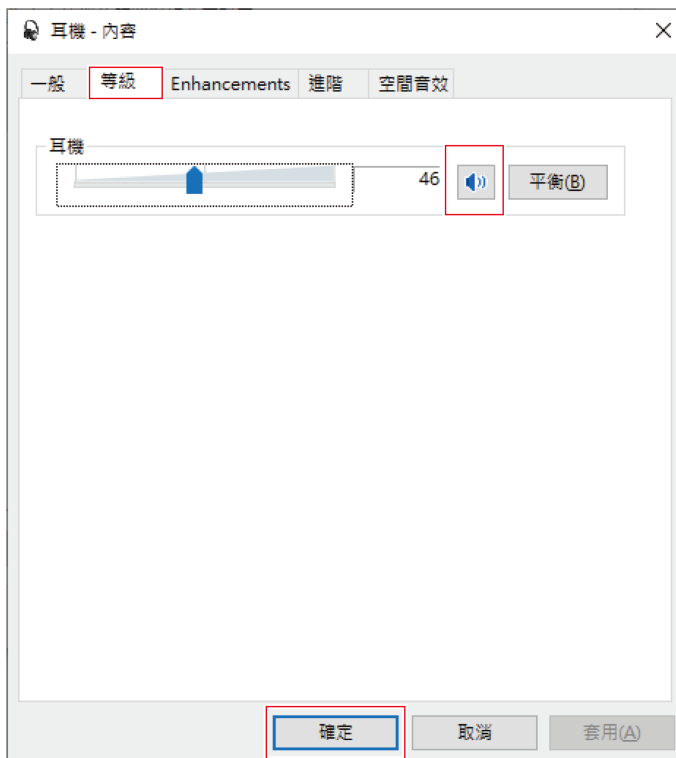 耳機 - 內容
一般 等級 Enhancements 進階 空間音效
耳機
46 平衡(B)
確定 取消 套用(A)